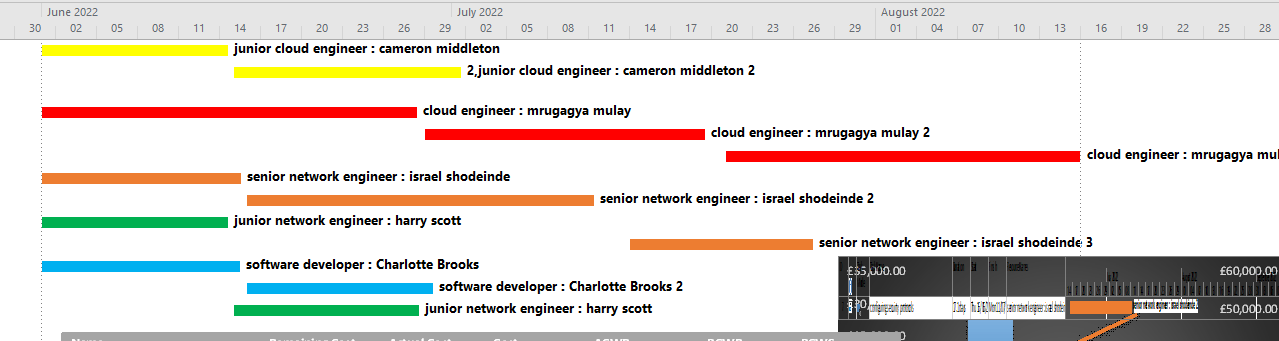 June 2022 July 2022 August 2022
30 02 05 08 11 14 17 20 23 26 29 02 05 08 11 14 17 20 23 26 29 01 04 07 10 13 16 19 22 25 28
junior cloud engineer : cameron middleton
2,junior cloud engineer : cameron middleton 2
cloud engineer : mrugagya mulay
cloud engineer : mrugagya mulay 2
cloud engineer : mrugagya mul
senior network engineer : israel shodeinde
senior network engineer : israel shodeinde 2
junior network engineer : harry scott
senior network engineer : israel shodeinde 3
software developer : Charlotte Brooks
£60,000.00
software developer : Charlotte Brooks 2
junior network engineer : harry scott
£50,000.00